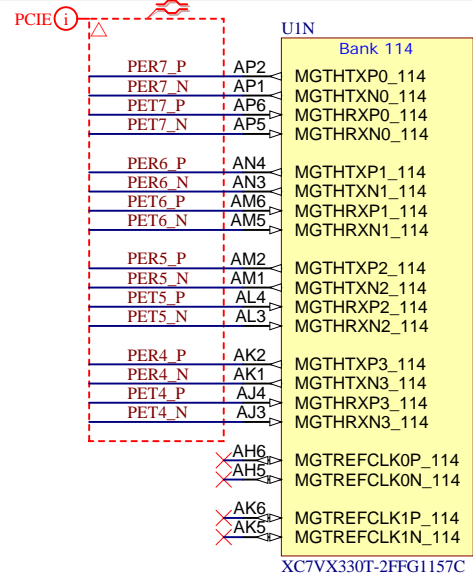 PCIE i
U1N
Bank 114
PER7_P AP2 MGTHTXP0_114
PER7_N AP1 MGTHTXN0_114
PET7_P AP6 MGTHRXP0_114
PET7_N AP5 MGTHRXN0_114
PER6_P AN4 MGTHTXP1_114
PER6_N AN3 MGTHTXN1_114
PET6_P AM6 MGTHRXP1_114
PET6_N AM5 MGTHRXN1_114
PER5_P AM2 MGTHTXP2_114
PER5_N AM1 MGTHTXN2_114
PET5_P AL4 MGTHRXP2_114
PET5_N AL3 MGTHRXN2_114
PER4_P AK2 MGTHTXP3_114
PER4_N AK1 MGTHTXN3_114
PET4_P AJ4 MGTHRXP3_114
PET4_N AJ3 MGTHRXN3_114
AH6 MGTREFCLK0P_114
AH5 MGTREFCLK0N_114
AK6 MGTREFCLK1P_114
AK5 MGTREFCLK1N_114
XC7VX330T-2FFG1157C